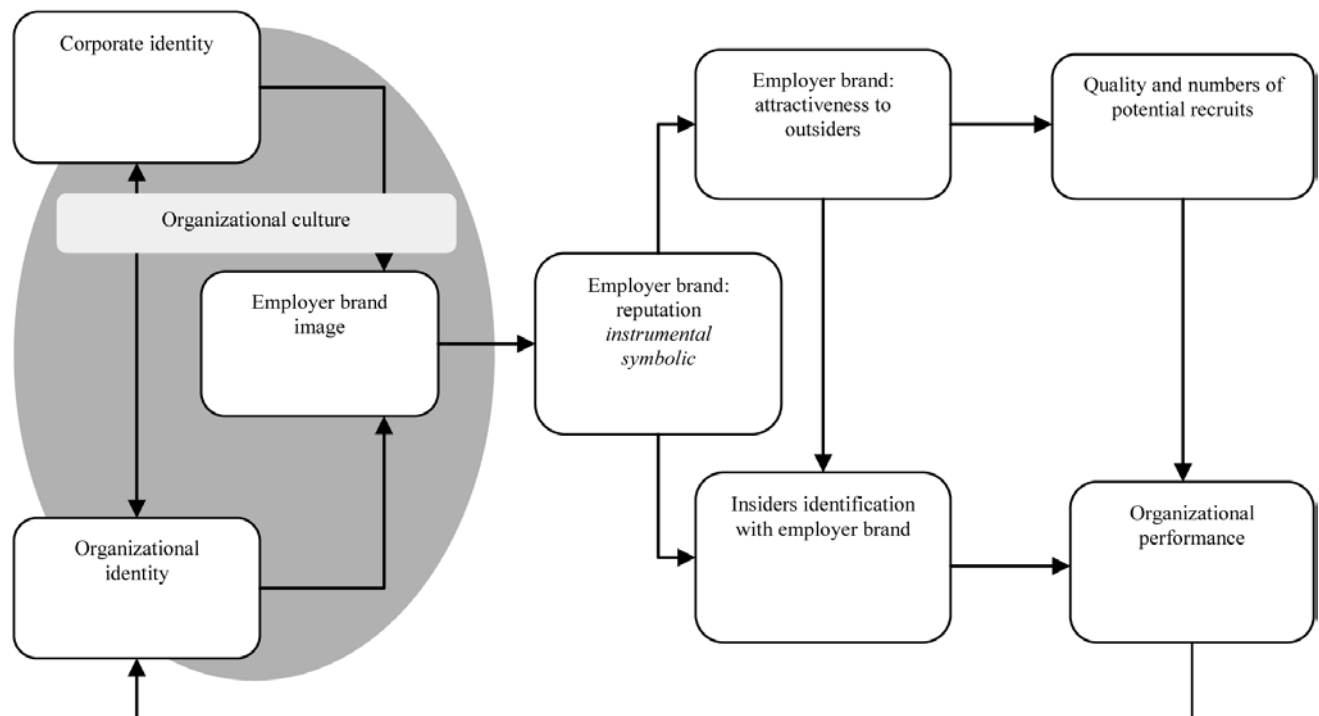 Corporate identity
Organizational culture
Employer brand
image
Organizational
identity
Employer brand:
reputation
instrumental
symbolic
Employer brand:
attractiveness to
outsiders
Insiders identification
with employer brand
Quality and numbers of
potential recruits
Organizational
performance